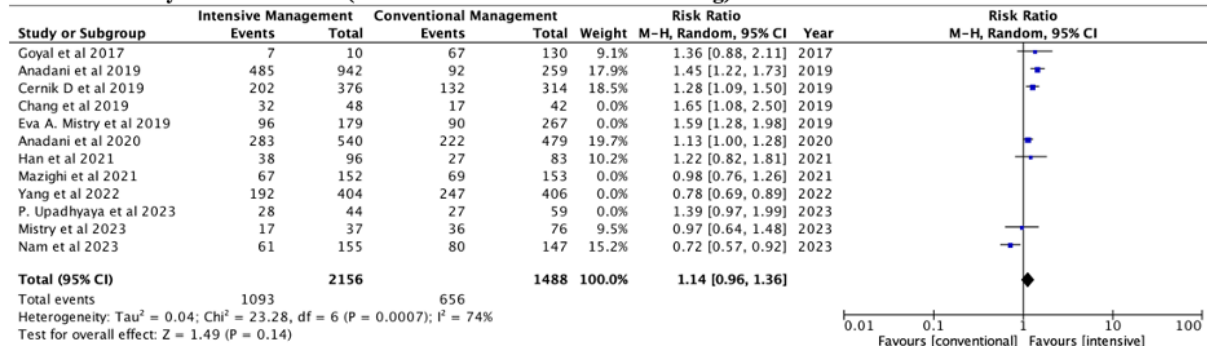 Intensive Management Conventional Management Risk Ratio Risk Ratio
Study or Subgroup Events Total Events Total Weight M-H, Random, 95% CI Year M-H, Random, 95% CI
Goyal et al 2017 7 10 67 130 9.1% 1.36 [0.88, 2.11] 2017
Anadani et al 2019 485 942 92 259 17.9% 1.45 [1.22, 1.73] 2019
Cernik D et al 2019 202 376 132 314 18.5% 1.28 [1.09, 1.50] 2019
Chang et al 2019 32 48 17 42 0.0% 1.65 [1.08, 2.50] 2019
Eva A. Mistry et al 2019 96 179 90 267 0.0% 1.59 [1.28, 1.98] 2019
Anadani et al 2020 283 540 222 479 19.7% 1.13 [1.00, 1.28] 2020
Han et al 2021 38 96 27 83 10.2% 1.22 [0.82, 1.81] 2021
Mazighi et al 2021 67 152 69 153 0.0% 0.98 [0.76, 1.26] 2021
Yang et al 2022 192 404 247 406 0.0% 0.78 [0.69, 0.89] 2022
P. Upadhyaya et al 2023 28 44 27 59 0.0% 1.39 [0.97, 1.99] 2023
Mistry et al 2023 17 37 36 76 9.5% 0.97 [0.64, 1.48] 2023
Nam et al 2023 61 155 80 147 15.2% 0.72 [0.57, 0.92] 2023
Total (95% CI) 2156 1488 100.0% 1.14 [0.96, 1.36]
Total events 1093 656
Heterogeneity: Tau² = 0.04; Chi² = 23.28, df = 6 (P = 0.0007); I² = 74%
Test for overall effect: Z = 1.49 (P = 0.14)
0.01 0.1 1 10 100
Favours [conventional] Favours [intensive]